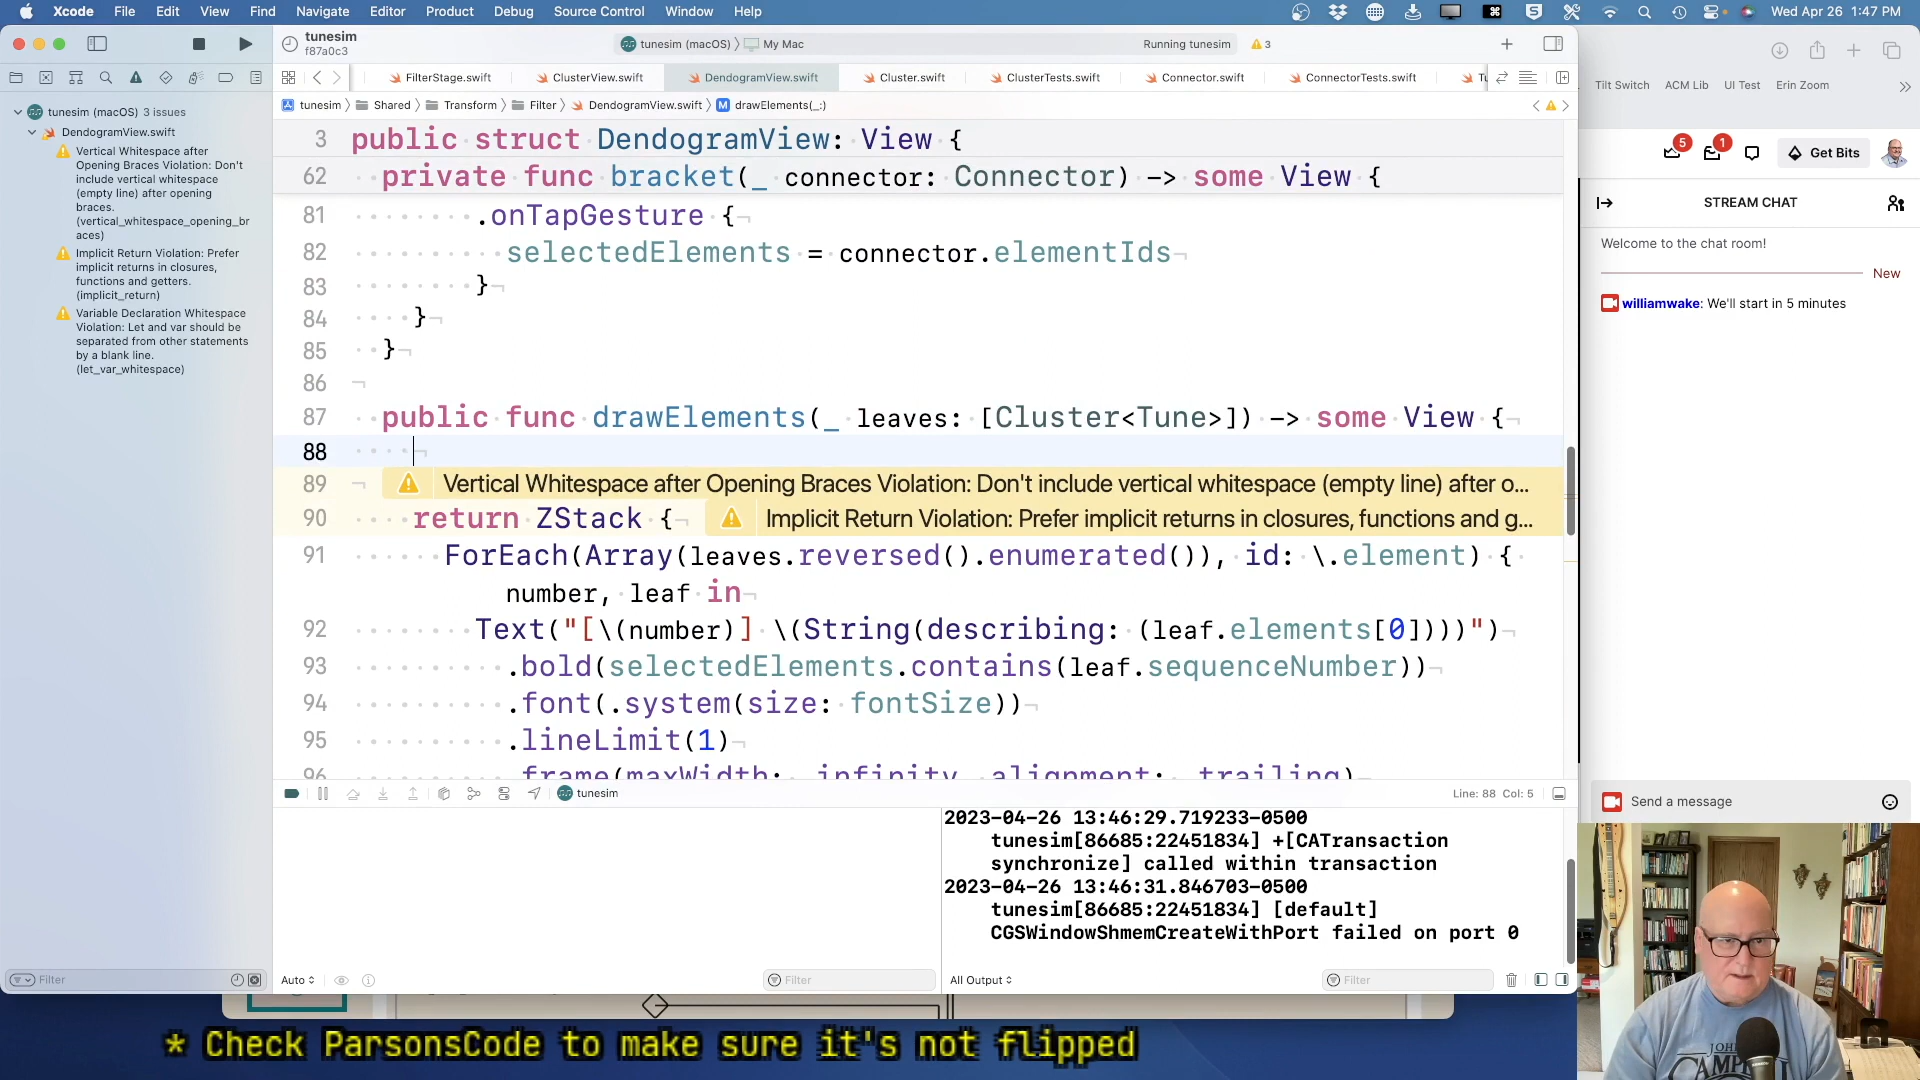 Xcode File Edit View Find Navigate Editor Product Debug Source Control Window Help
Wed Apr 26 1:47 PM
tunesim
f87a0c3
tunesim (macOS) My Mac
Running tunesim 3
FilterStage.swift ClusterView.swift DendogramView.swift Cluster.swift ClusterTests.swift Connector.swift ConnectorTests.swift
tunesim Shared Transform Filter DendogramView.swift M drawElements(_:)
tunesim (macOS) 3 issues
DendogramView.swift
Vertical Whitespace after
Opening Braces Violation: Don't
include vertical whitespace
(empty line) after opening
braces.
(vertical_whitespace_opening_br
aces)
Implicit Return Violation: Prefer
implicit returns in closures,
functions and getters.
(implicit_return)
Variable Declaration Whitespace
Violation: Let and var should be
separated from other statements
by a blank line.
(let_var_whitespace)
Filter
3 public struct DendogramView: View {
62 private func bracket(_ connector: Connector) -> some View {
81 .onTapGesture {
82 selectedElements = connector.elementIds
83 }
84 }
85 }
86
87 public func drawElements(_ leaves: [Cluster<Tune>]) -> some View {
88
89 Vertical Whitespace after Opening Braces Violation: Don't include vertical whitespace (empty line) after o...
90 return ZStack { Implicit Return Violation: Prefer implicit returns in closures, functions and g...
91 ForEach(Array(leaves.reversed().enumerated()), id: \.element) {
number, leaf in
92 Text("[\(number)] \(String(describing: (leaf.elements[0])))")
93 .bold(selectedElements.contains(leaf.sequenceNumber))
94 .font(.system(size: fontSize))
95 .lineLimit(1)
96 .frame(maxWidth: .infinity, alignment: .trailing)
tunesim
Line: 88 Col: 5
2023-04-26 13:46:29.719233-0500
tunesim[86685:22451834] +[CATransaction
synchronize] called within transaction
2023-04-26 13:46:31.846703-0500
tunesim[86685:22451834] [default]
CGSWindowShmemCreateWithPort failed on port 0
Auto
Filter
All Output
Filter
Tilt Switch ACM Lib UI Test Erin Zoom
5 1 Get Bits
STREAM CHAT
Welcome to the chat room!
New
williamwake: We'll start in 5 minutes
Send a message
* Check ParsonsCode to make sure it's not flipped